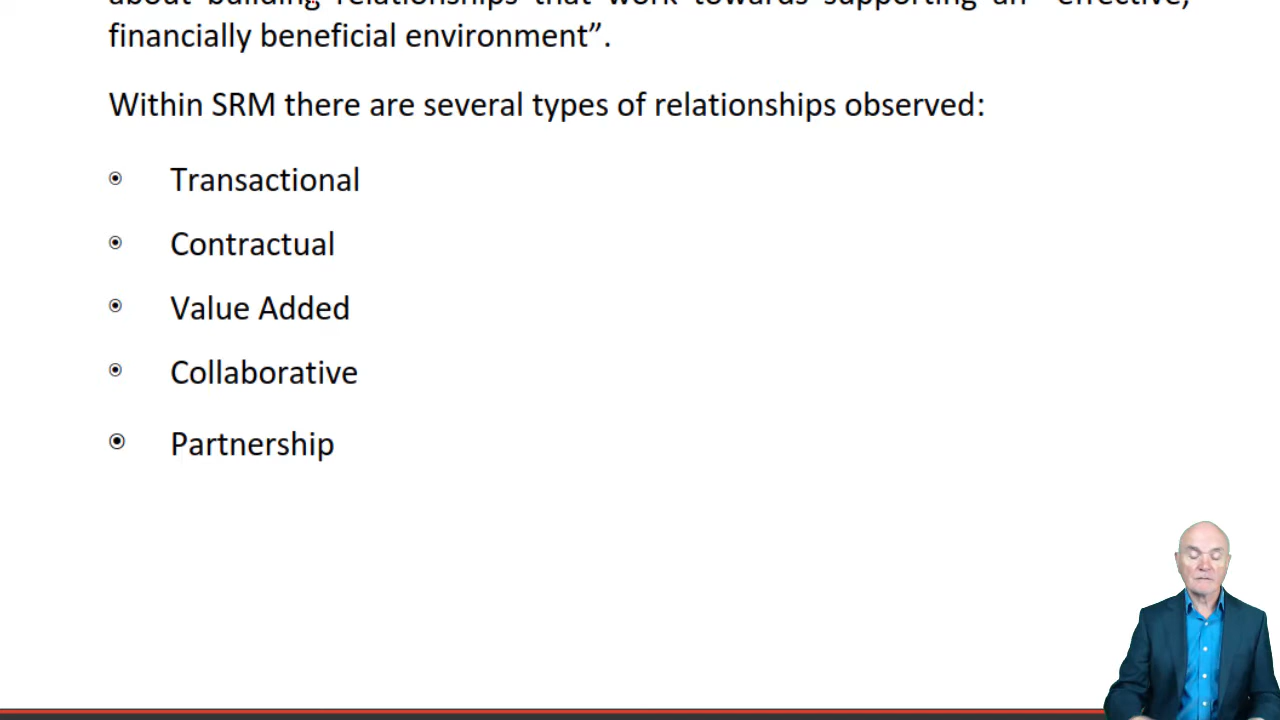 about building relationships that work towards supporting an "effective,
financially beneficial environment”.
Within SRM there are several types of relationships observed:
Transactional
Contractual
Value Added
Collaborative
Partnership